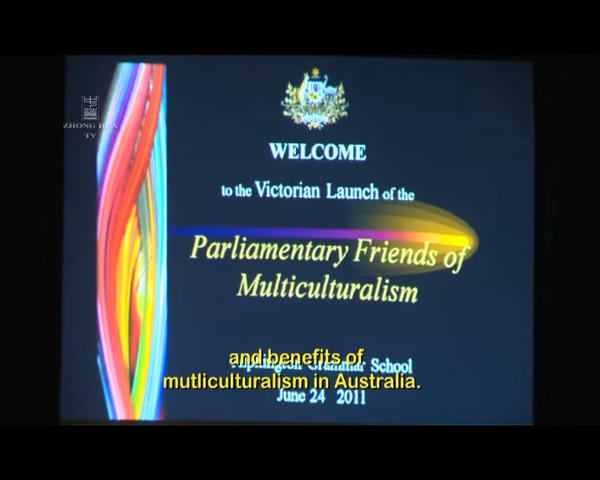 ZHONG HUA
TV
WELCOME
to the Victorian Launch of the
Parliamentary Friends of
Multiculturalism
Alphington Grammar School
and benefits of
mutliculturalism in Australia.
June 24 2011